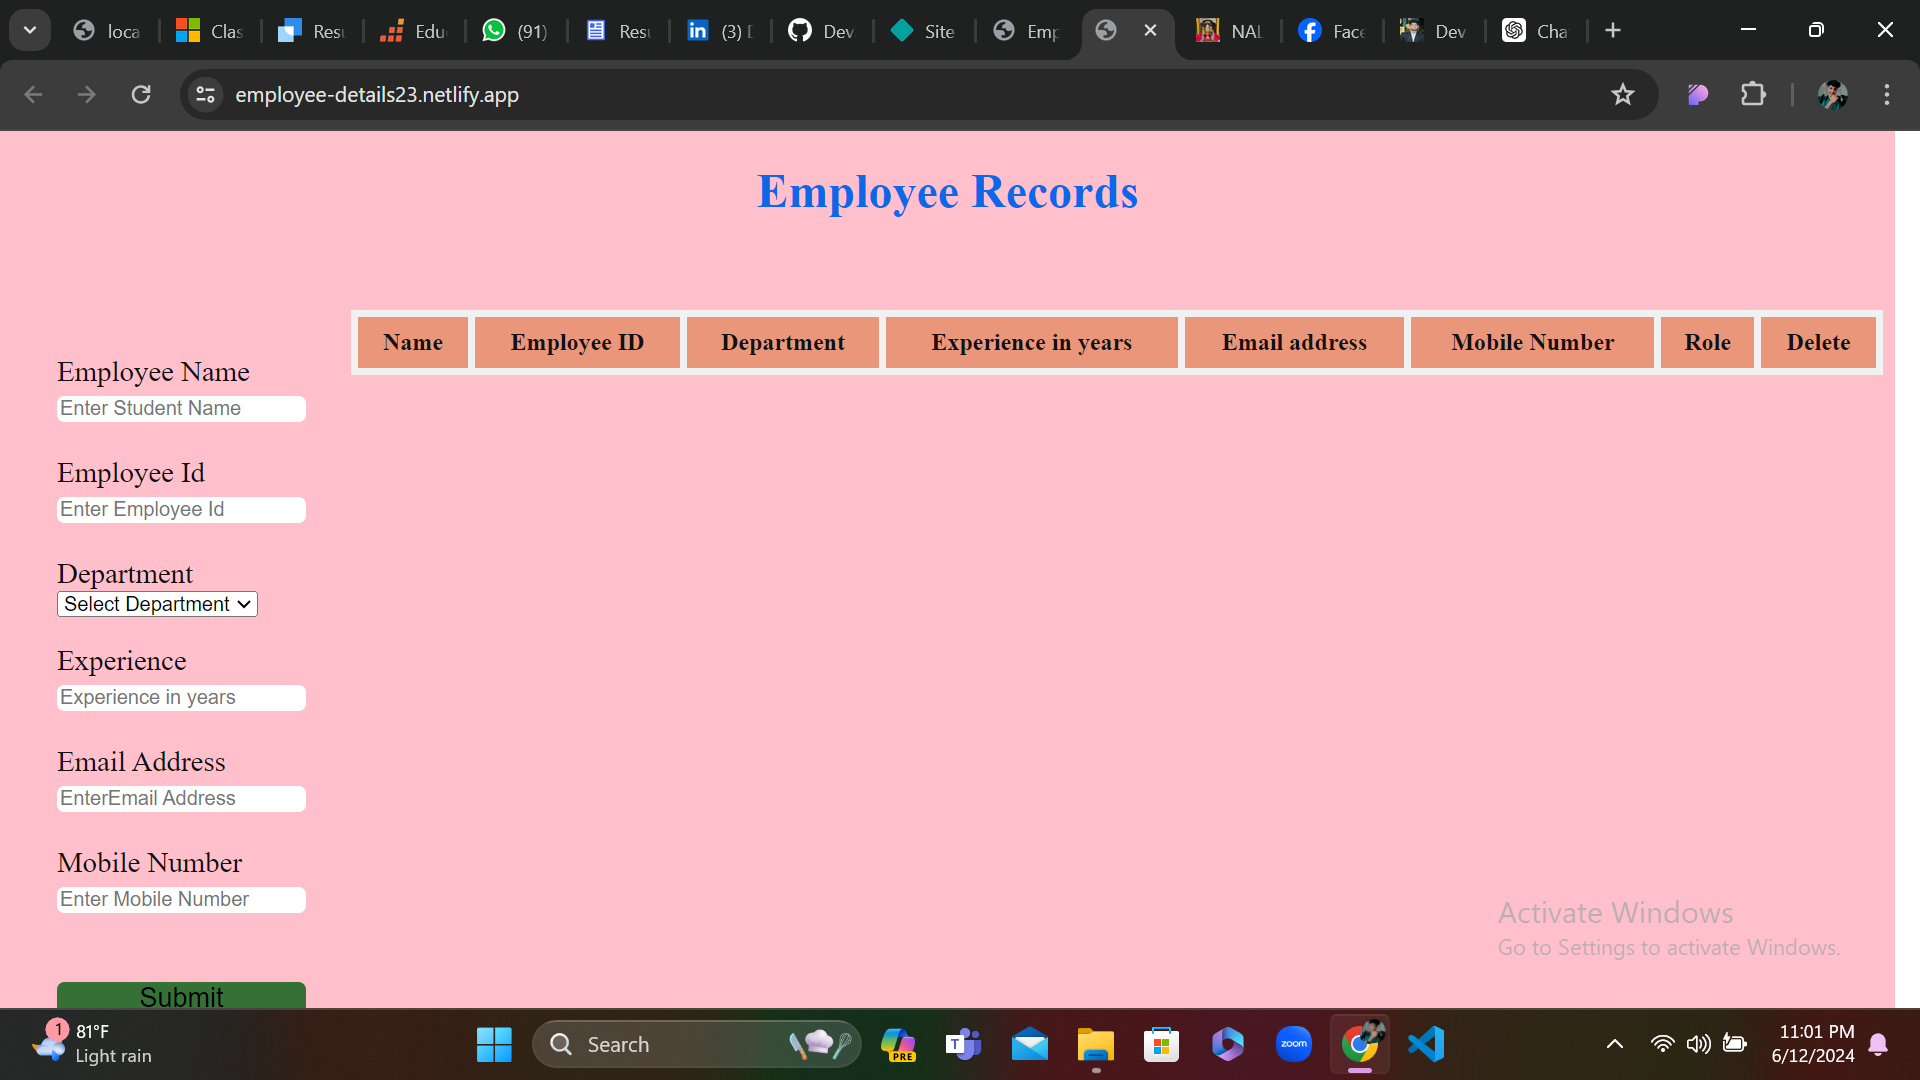 loca
Clas
Resu
Edu
(91)
Resu
in (3) D
Dev
Site
Emp
NAL
Face
Dev
Cha
employee-details23.netlify.app
Employee Records
Name Employee ID Department Experience in years Email address Mobile Number Role Delete
Employee Name
Enter Student Name
Employee Id
Enter Employee Id
Department
Select Department
Experience
Experience in years
Email Address
EnterEmail Address
Mobile Number
Enter Mobile Number
Submit
Activate Windows
Go to Settings to activate Windows.
1
81°F
Light rain
Search
PRE
T
zoom
11:01 PM
6/12/2024